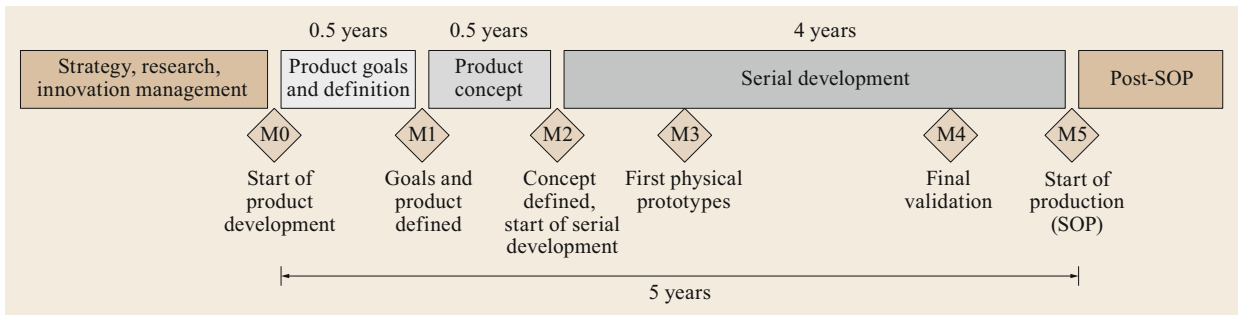 0.5 years
0.5 years
4 years
Strategy, research,
innovation management
Product goals
and definition
Product
concept
Serial development
Post-SOP
M0
M1
M2
M3
M4
M5
Start of
product
development
Goals and
product
defined
Concept
defined,
start of serial
development
First physical
prototypes
Final
validation
Start of
production
(SOP)
5 years